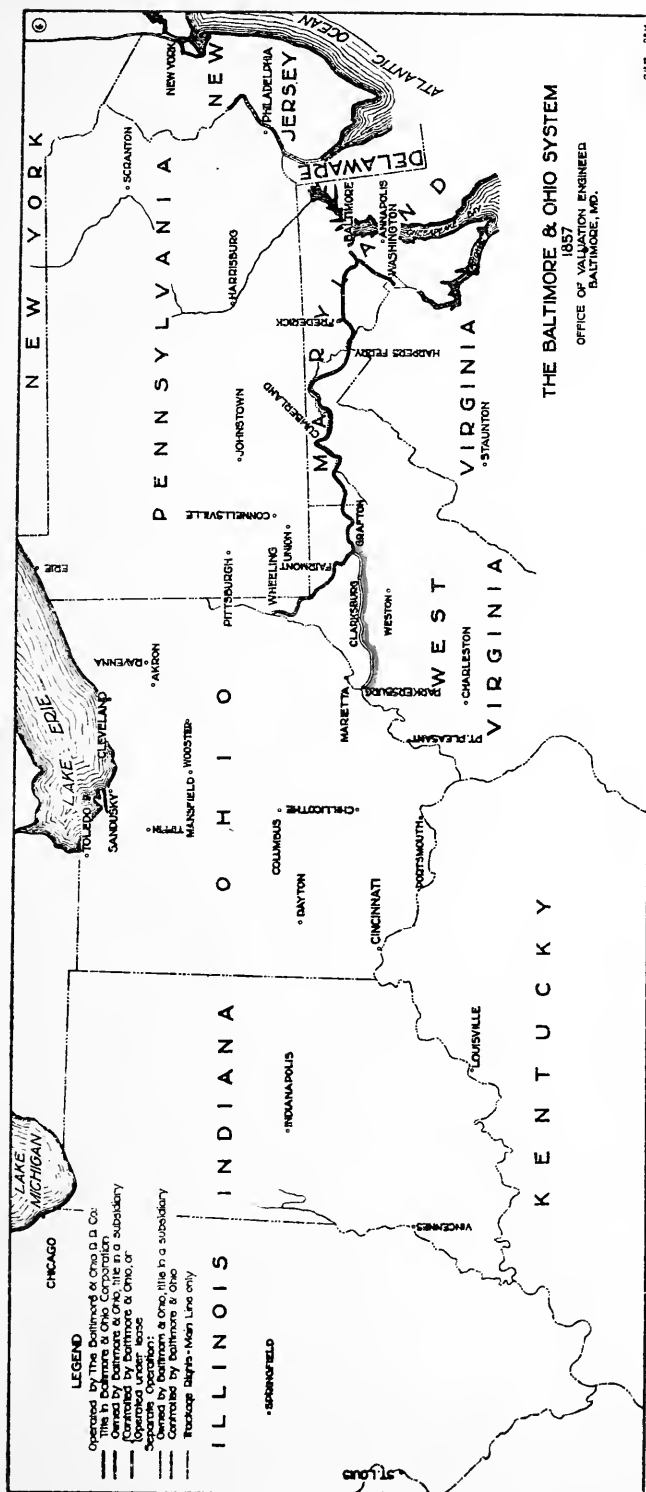 6
NEW YORK
NEW YORK
SCRANTON
NEW
JERSEY
PHILADELPHIA
ATLANTIC OCEAN
PENNSYLVANIA
HARRISBURG
DELAWARE
BALTIMORE
ANNAPOLIS
WASHINGTON
CHESAPEAKE BAY
MARYLAND
FREDERICK
HARPERS FERRY
CUMBERLAND
JOHNSTOWN
CONNELLSVILLE
UNION
PITTSBURGH
WHEELING
FAIRMONT
GRAFTON
CLARKSBURG
WESTON
VIRGINIA
STAUNTON
WEST
VIRGINIA
CHARLESTON
PARKERSBURG
PT. PLEASANT
MARIETTA
ERIE
LAKE ERIE
CLEVELAND
RAVENNA
AKRON
WOOSTER
MANSFIELD
TIFFIN
SANDUSKY
TOLEDO
OHIO
COLUMBUS
CHILLICOTHE
DAYTON
CINCINNATI
PORTSMOUTH
KENTUCKY
LOUISVILLE
INDIANA
INDIANAPOLIS
VINCENNES
LAKE
MICHIGAN
CHICAGO
ILLINOIS
SPRINGFIELD
ST. LOUIS
LEGEND
Operated by The Baltimore & Ohio R.R. Co:
Title in Baltimore & Ohio Corporation
Owned by Baltimore & Ohio, title in a subsidiary
Controlled by Baltimore & Ohio, or
Operated under lease
Separate Operation:
Owned by Baltimore & Ohio, title in a subsidiary
Controlled by Baltimore & Ohio
Trackage Rights - Main Line only
THE BALTIMORE & OHIO SYSTEM
1857
OFFICE OF VALUATION ENGINEER
BALTIMORE, MD.